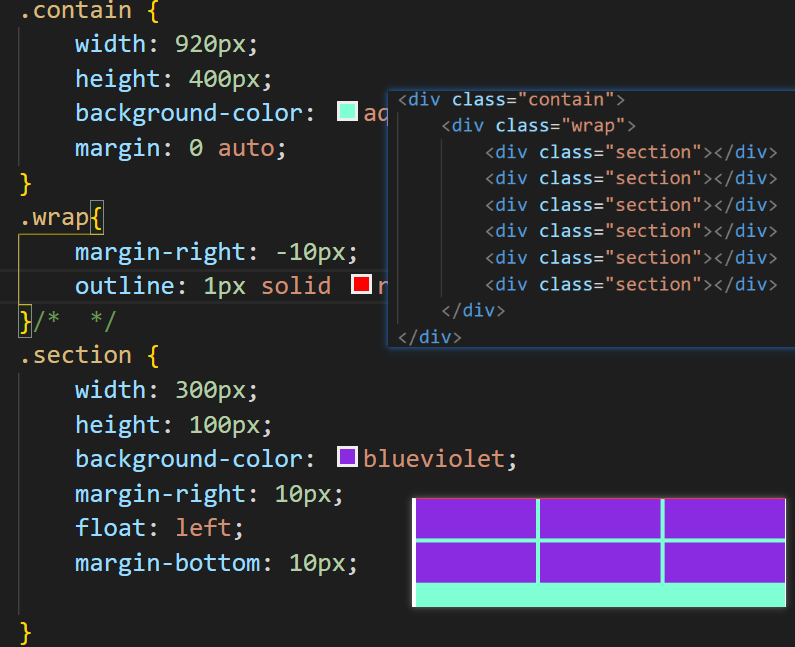 .contain {
width: 920px;
height: 400px;
background-color:
margin: 0 auto;
}
.wrap{
margin-right: -10px;
outline: 1px solid
}/*  */
.section {
width: 300px;
height: 100px;
background-color: blueviolet;
margin-right: 10px;
float: left;
margin-bottom: 10px;
}
<div class="contain">
<div class="wrap">
<div class="section"></div>
<div class="section"></div>
<div class="section"></div>
<div class="section"></div>
<div class="section"></div>
<div class="section"></div>
</div>
</div>